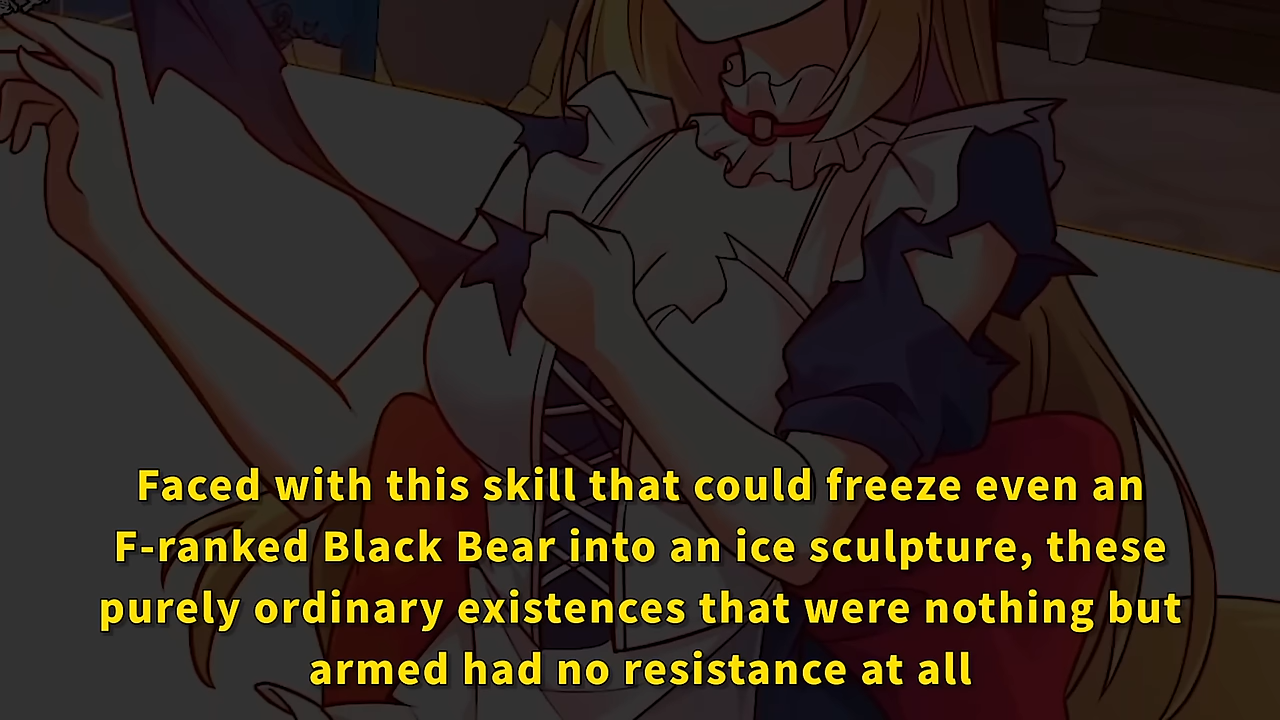 Faced with this skill that could freeze even an
F-ranked Black Bear into an ice sculpture, these
purely ordinary existences that were nothing but
armed had no resistance at all